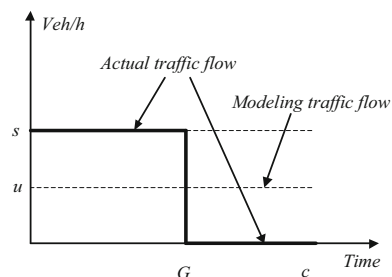 Veh/h
Actual traffic flow
Modeling traffic flow
s
u
G
c
Time